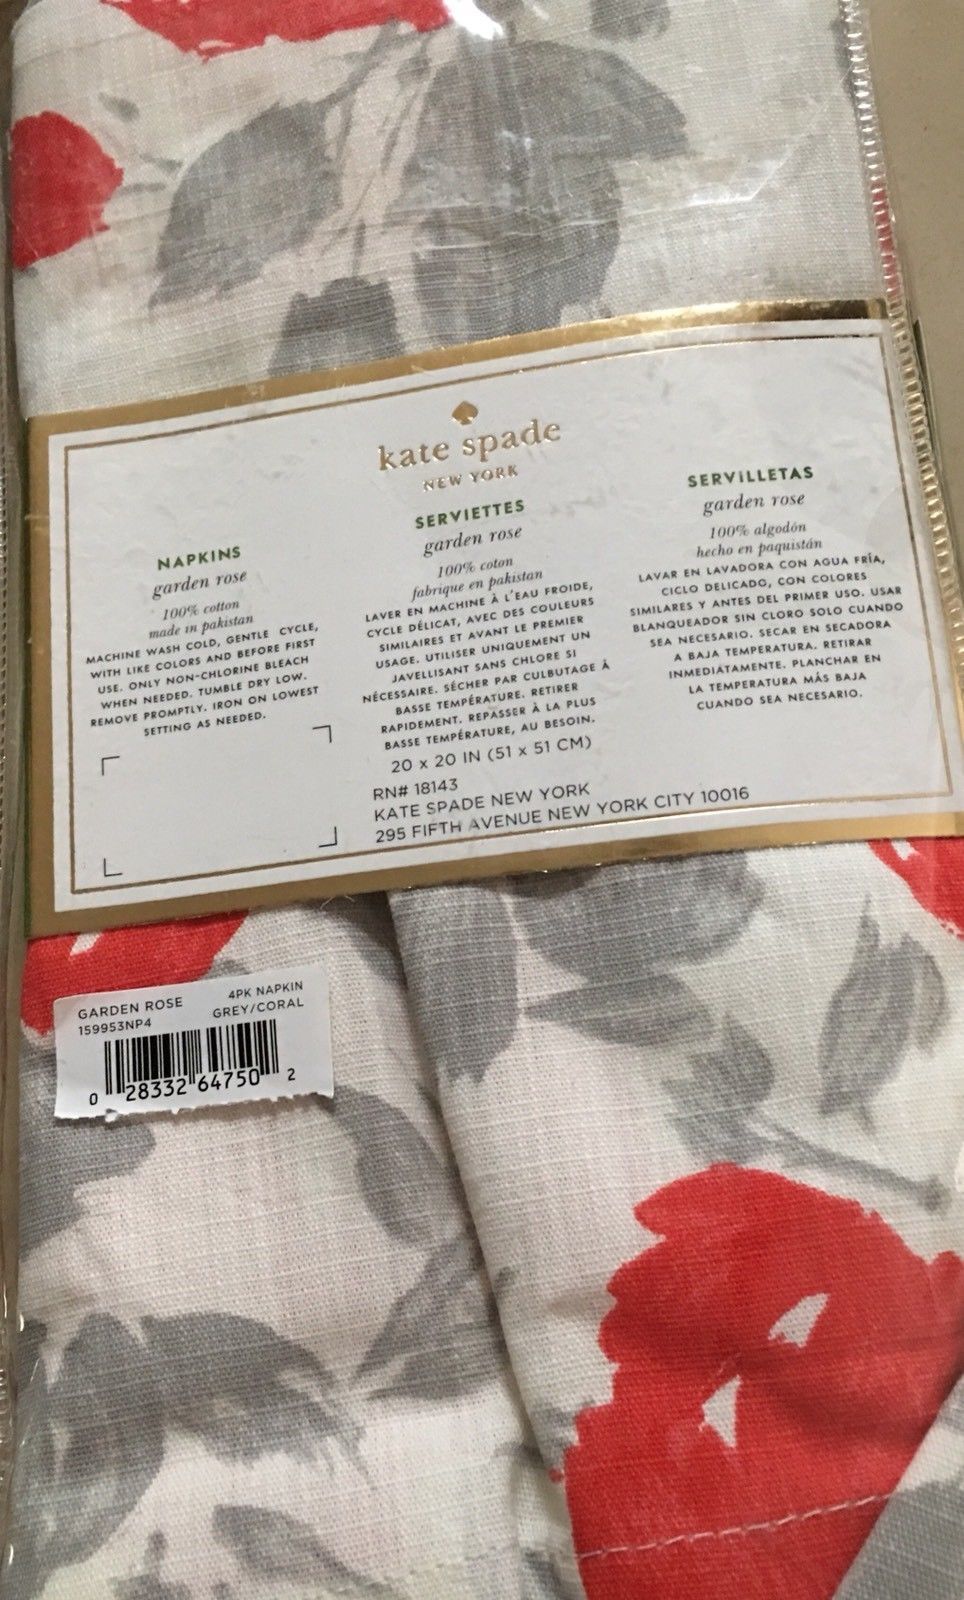 kate spade
NEW YORK
NAPKINS
garden rose
100% cotton
made in pakistan
MACHINE WASH COLD, GENTLE CYCLE,
WITH LIKE COLORS AND BEFORE FIRST
USE. ONLY NON-CHLORINE BLEACH
WHEN NEEDED. TUMBLE DRY LOW.
REMOVE PROMPTLY. IRON ON LOWEST
SETTING AS NEEDED.
SERVIETTES
garden rose
100% coton
fabrique en pakistan
LAVER EN MACHINE À L'EAU FROIDE,
CYCLE DÉLICAT, AVEC DES COULEURS
SIMILAIRES ET AVANT LE PREMIER
USAGE. UTILISER UNIQUEMENT UN
JAVELLISANT SANS CHLORE SI
NÉCESSAIRE. SÉCHER PAR CULBUTAGE À
BASSE TEMPÉRATURE. RETIRER
RAPIDEMENT. REPASSER À LA PLUS
BASSE TEMPÉRATURE, AU BESOIN.
SERVILLETAS
garden rose
100% algodón
hecho en paquistán
LAVAR EN LAVADORA CON AGUA FRÍA,
CICLO DELICADO, CON COLORES
SIMILARES Y ANTES DEL PRIMER USO. USAR
BLANQUEADOR SIN CLORO SOLO CUANDO
SEA NECESARIO. SECAR EN SECADORA
A BAJA TEMPERATURA. RETIRAR
INMEDIATAMENTE. PLANCHAR EN
LA TEMPERATURA MÁS BAJA
CUANDO SEA NECESARIO.
20 x 20 IN (51 x 51 CM)
RN# 18143
KATE SPADE NEW YORK
295 FIFTH AVENUE NEW YORK CITY 10016
GARDEN ROSE 4PK NAPKIN
159953NP4 GREY/CORAL
0 28332 64750 2